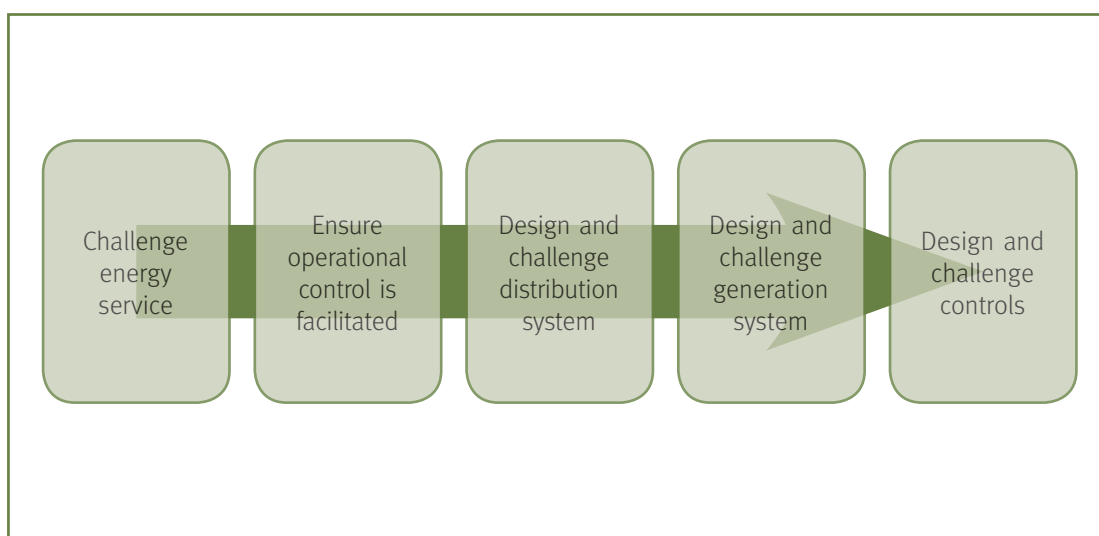 Challenge
energy
service
Ensure
operational
control is
facilitated
Design and
challenge
distribution
system
Design and
challenge
generation
system
Design and
challenge
controls